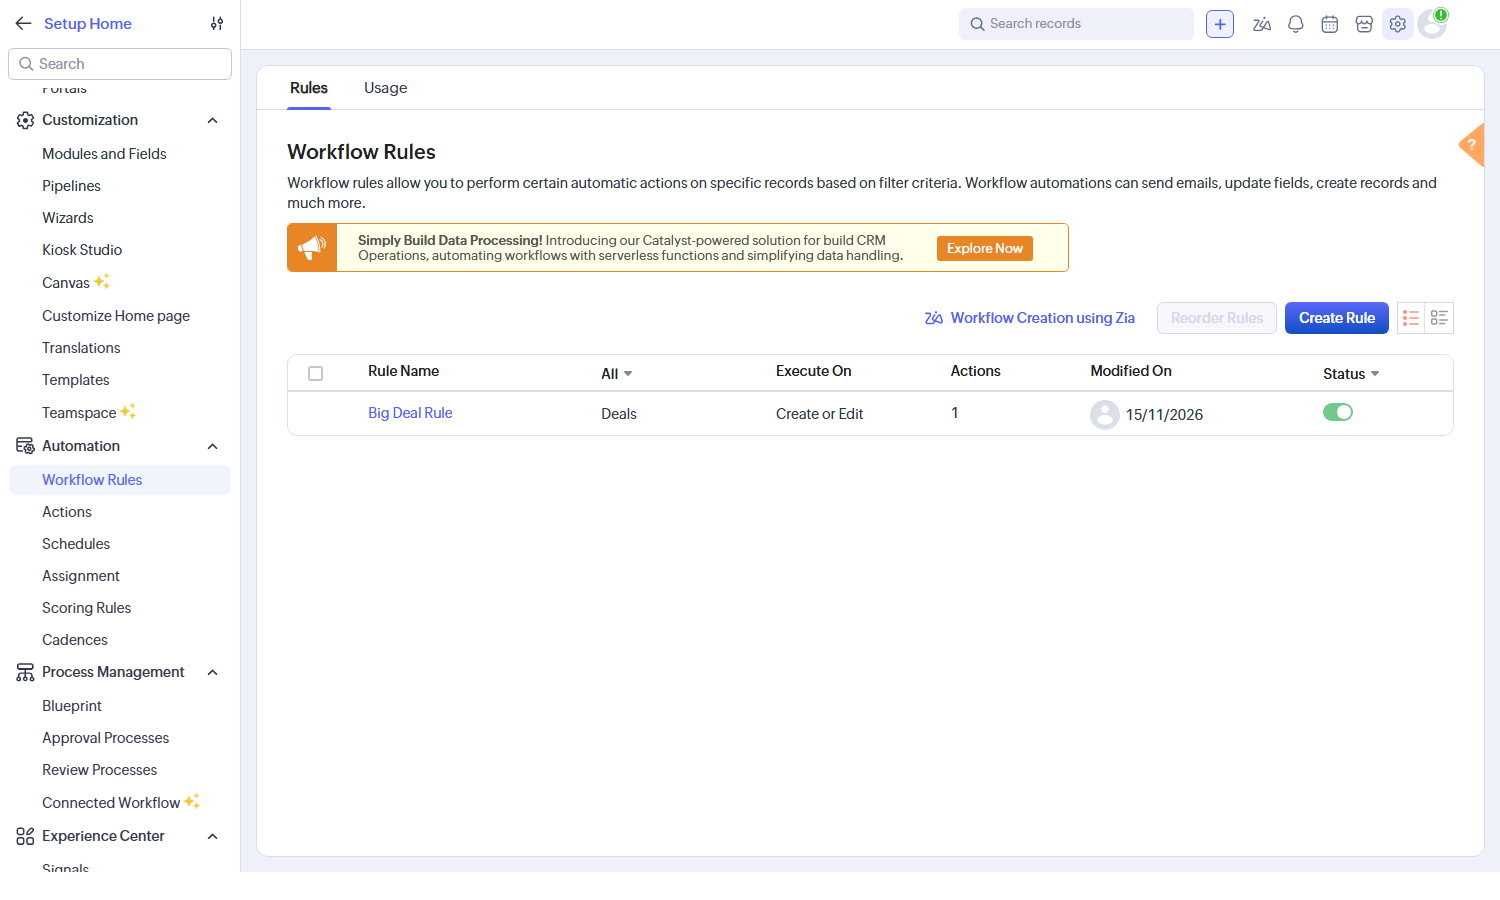 Setup Home
Search
Portals
Customization
Modules and Fields
Pipelines
Wizards
Kiosk Studio
Canvas
Customize Home page
Translations
Templates
Teamspace
Automation
Workflow Rules
Actions
Schedules
Assignment
Scoring Rules
Cadences
Process Management
Blueprint
Approval Processes
Review Processes
Connected Workflow
Experience Center
Signals
Search records
Rules Usage
?
Workflow Rules
Workflow rules allow you to perform certain automatic actions on specific records based on filter criteria. Workflow automations can send emails, update fields, create records and
much more.
Simply Build Data Processing! Introducing our Catalyst-powered solution for build CRM
Operations, automating workflows with serverless functions and simplifying data handling.
Explore Now
Workflow Creation using Zia Reorder Rules Create Rule
Rule Name All Execute On Actions Modified On Status
Big Deal Rule Deals Create or Edit 1 15/11/2026